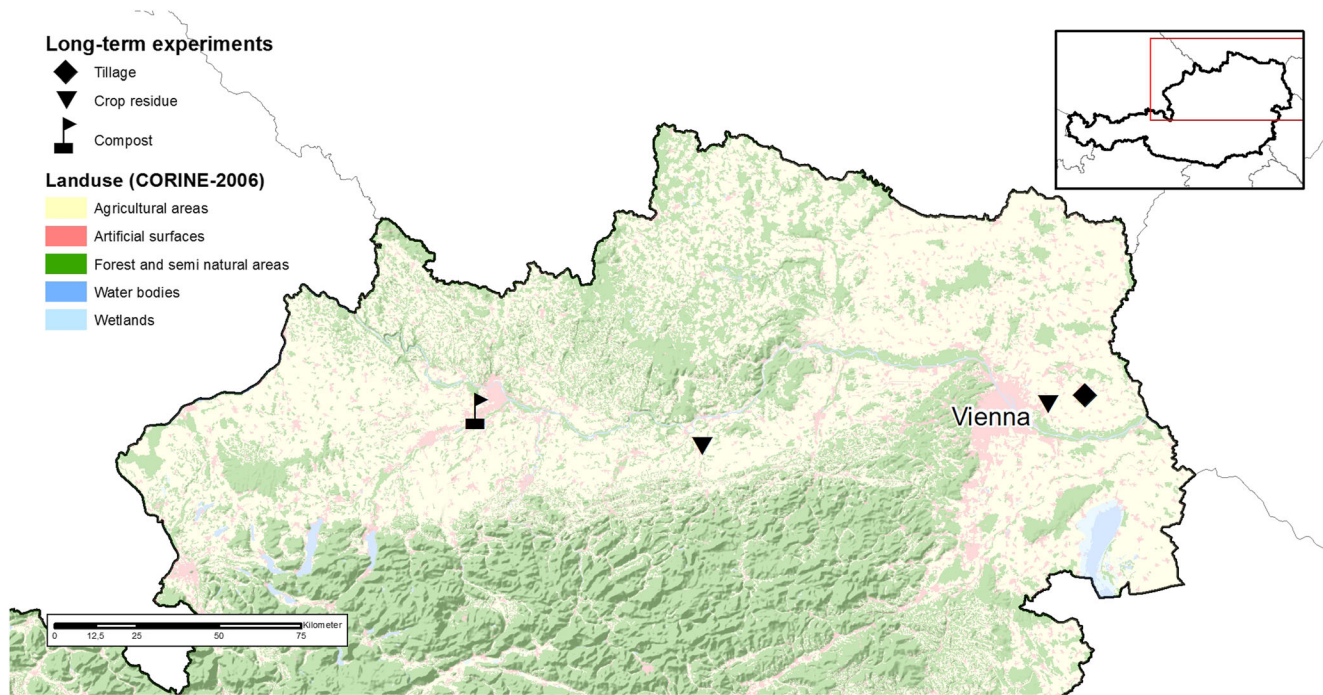 Long-term experiments
Tillage
Crop residue
Compost
Landuse (CORINE-2006)
Agricultural areas
Artificial surfaces
Forest and semi natural areas
Water bodies
Wetlands
Vienna
Kilometer
0 12,5 25 50 75